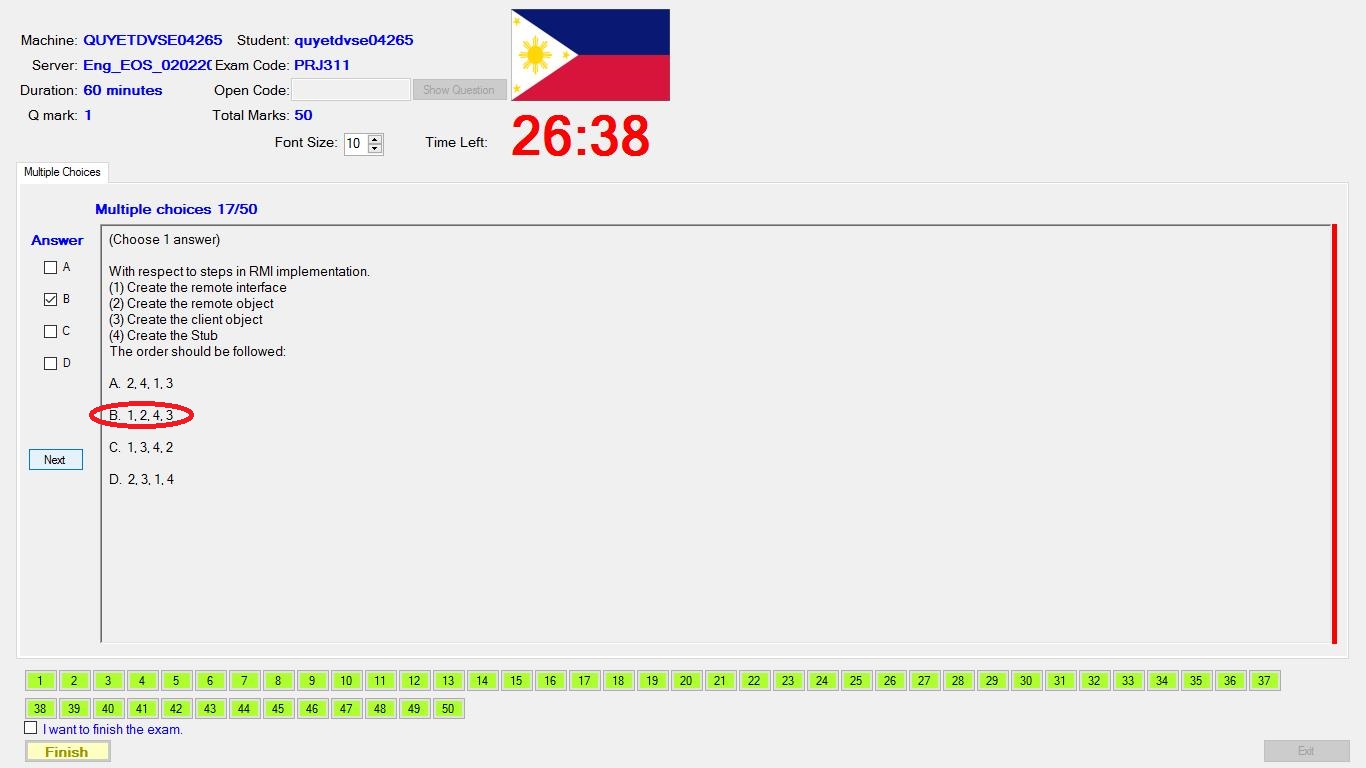 Machine: QUYETDVSE04265 Student: quyetdvse04265
Server: Eng_EOS_020220 Exam Code: PRJ311
Duration: 60 minutes Open Code: Show Question
Q mark: 1 Total Marks: 50
Font Size: 10 Time Left: 26:38
Multiple Choices
Multiple choices 17/50
Answer
A
B
C
D
Next
(Choose 1 answer)
With respect to steps in RMI implementation.
(1) Create the remote interface
(2) Create the remote object
(3) Create the client object
(4) Create the Stub
The order should be followed:
A. 2, 4, 1, 3
B. 1, 2, 4, 3
C. 1, 3, 4, 2
D. 2, 3, 1, 4
1 2 3 4 5 6 7 8 9 10 11 12 13 14 15 16 17 18 19 20 21 22 23 24 25 26 27 28 29 30 31 32 33 34 35 36 37
38 39 40 41 42 43 44 45 46 47 48 49 50
I want to finish the exam.
Finish Exit